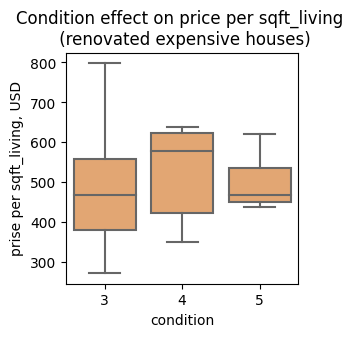 Condition effect on price per sqft_living
(renovated expensive houses)
prise per sqft_living, USD
800
700
600
500
400
300
3
4
5
condition